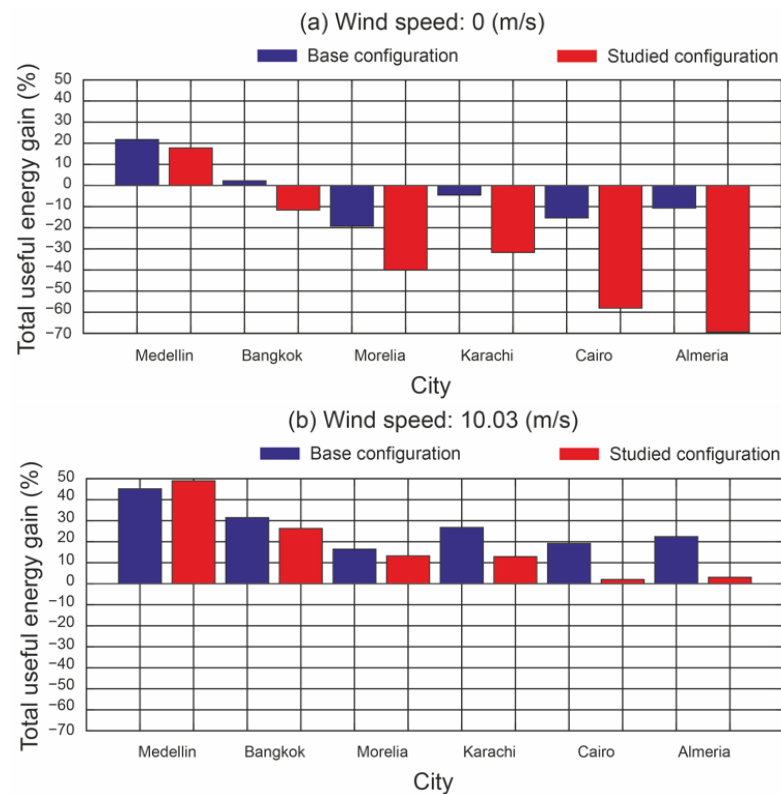 (a) Wind speed: 0 (m/s)
Base configuration Studied configuration
Total useful energy gain (%)
50
40
30
20
10
0
−10
−20
−30
−40
−50
−60
−70
Medellin Bangkok Morelia Karachi Cairo Almeria
City
(b) Wind speed: 10.03 (m/s)
Base configuration Studied configuration
Total useful energy gain (%)
50
40
30
20
10
0
−10
−20
−30
−40
−50
−60
−70
Medellin Bangkok Morelia Karachi Cairo Almeria
City